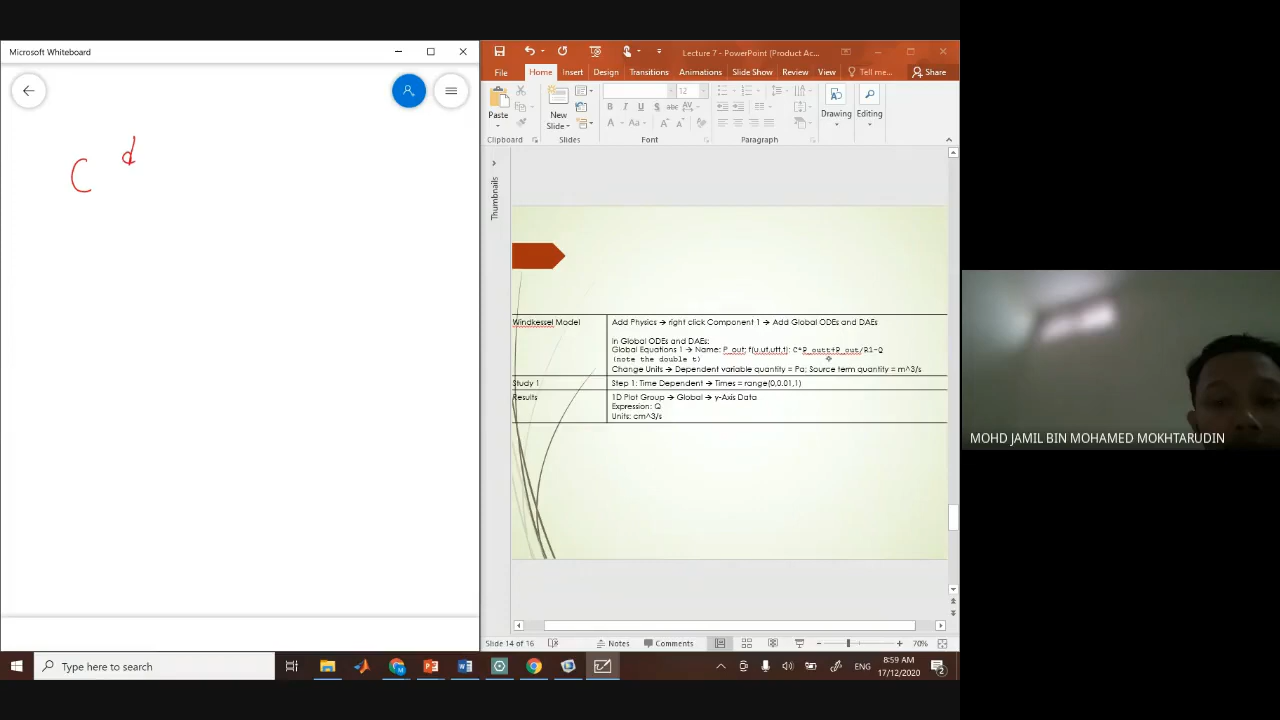 Microsoft Whiteboard
C d
Lecture 7 - PowerPoint (Product Ac...
File Home Insert Design Transitions Animations Slide Show Review View Tell me... Share
12
Paste
New Slide
Drawing
Editing
B I U S abc AV
A Aa A A
Clipboard Slides Font Paragraph
Thumbnails
Windkessel Model
Add Physics → right click Component 1 → Add Global ODEs and DAEs
In Global ODEs and DAEs:
Global Equations 1 → Name: P_out; f(u,ut,utt,t): C*P_outt+P_out/R1-Q
(note the double t)
Change Units → Dependent variable quantity = Pa; Source term quantity = m^3/s
Study 1
Step 1: Time Dependent → Times = range(0,0.01,1)
Results
1D Plot Group → Global → y-Axis Data
Expression: Q
Units: cm^3/s
MOHD JAMIL BIN MOHAMED MOKHTARUDIN
Slide 14 of 16 Notes Comments 70%
Type here to search
ENG
8:59 AM
17/12/2020
2